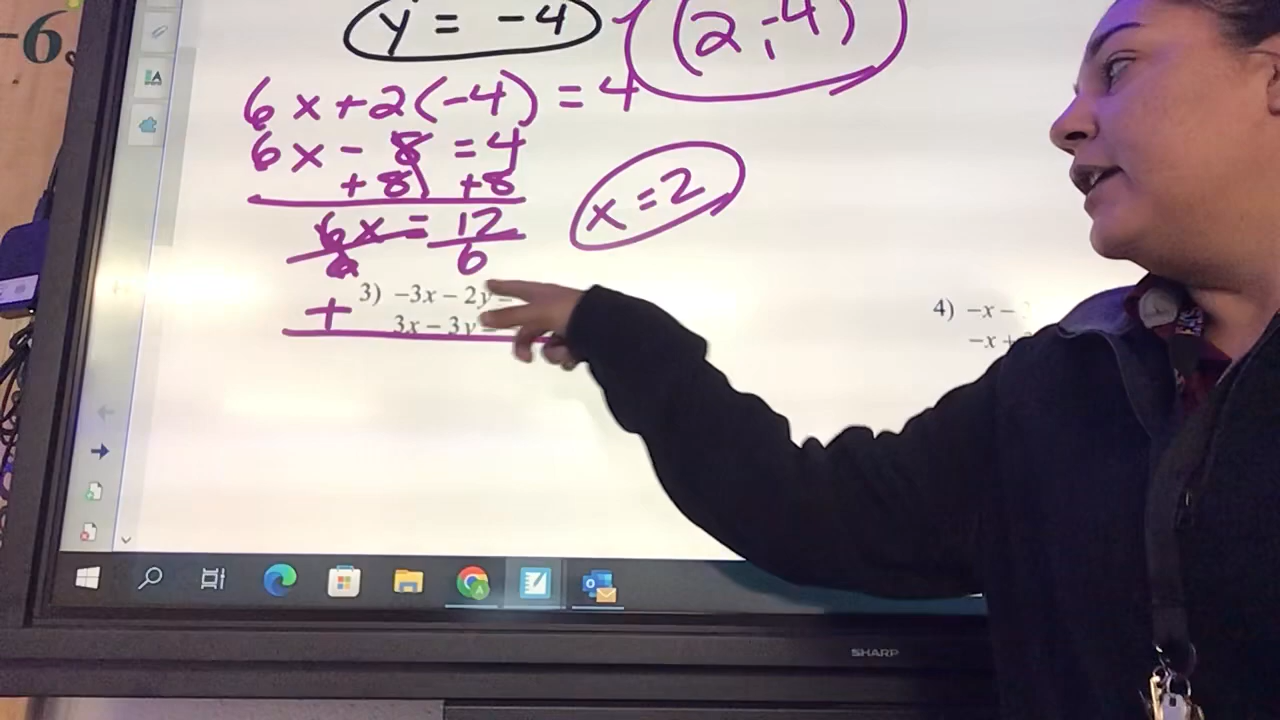 -6.
y = -4
(2, -4)
6x + 2(-4) = 4
6x - 8 = 4
+ 8 + 8
x = 2
6x = 12
6 6
3) -3x - 2y =
+ 3x - 3y =
4) -x -
-x +
SHARP